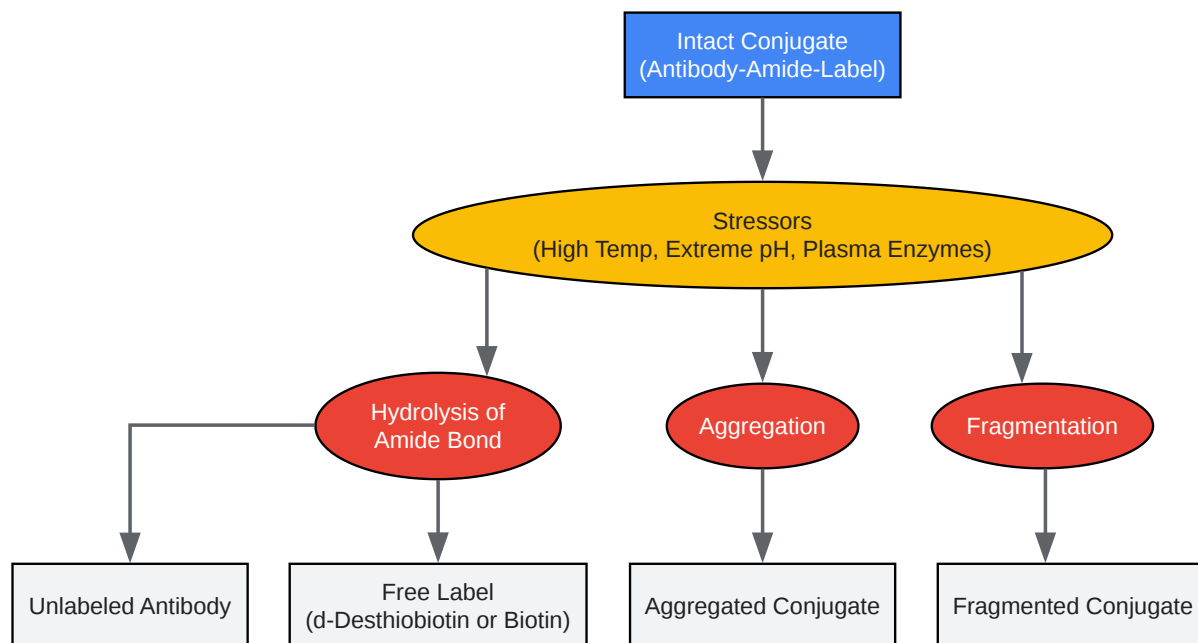 Intact Conjugate
(Antibody-Amide-Label)
Stressors
(High Temp, Extreme pH, Plasma Enzymes)
Hydrolysis of
Amide Bond
Aggregation
Fragmentation
Unlabeled Antibody
Free Label
(d-Desthiobiotin or Biotin)
Aggregated Conjugate
Fragmented Conjugate